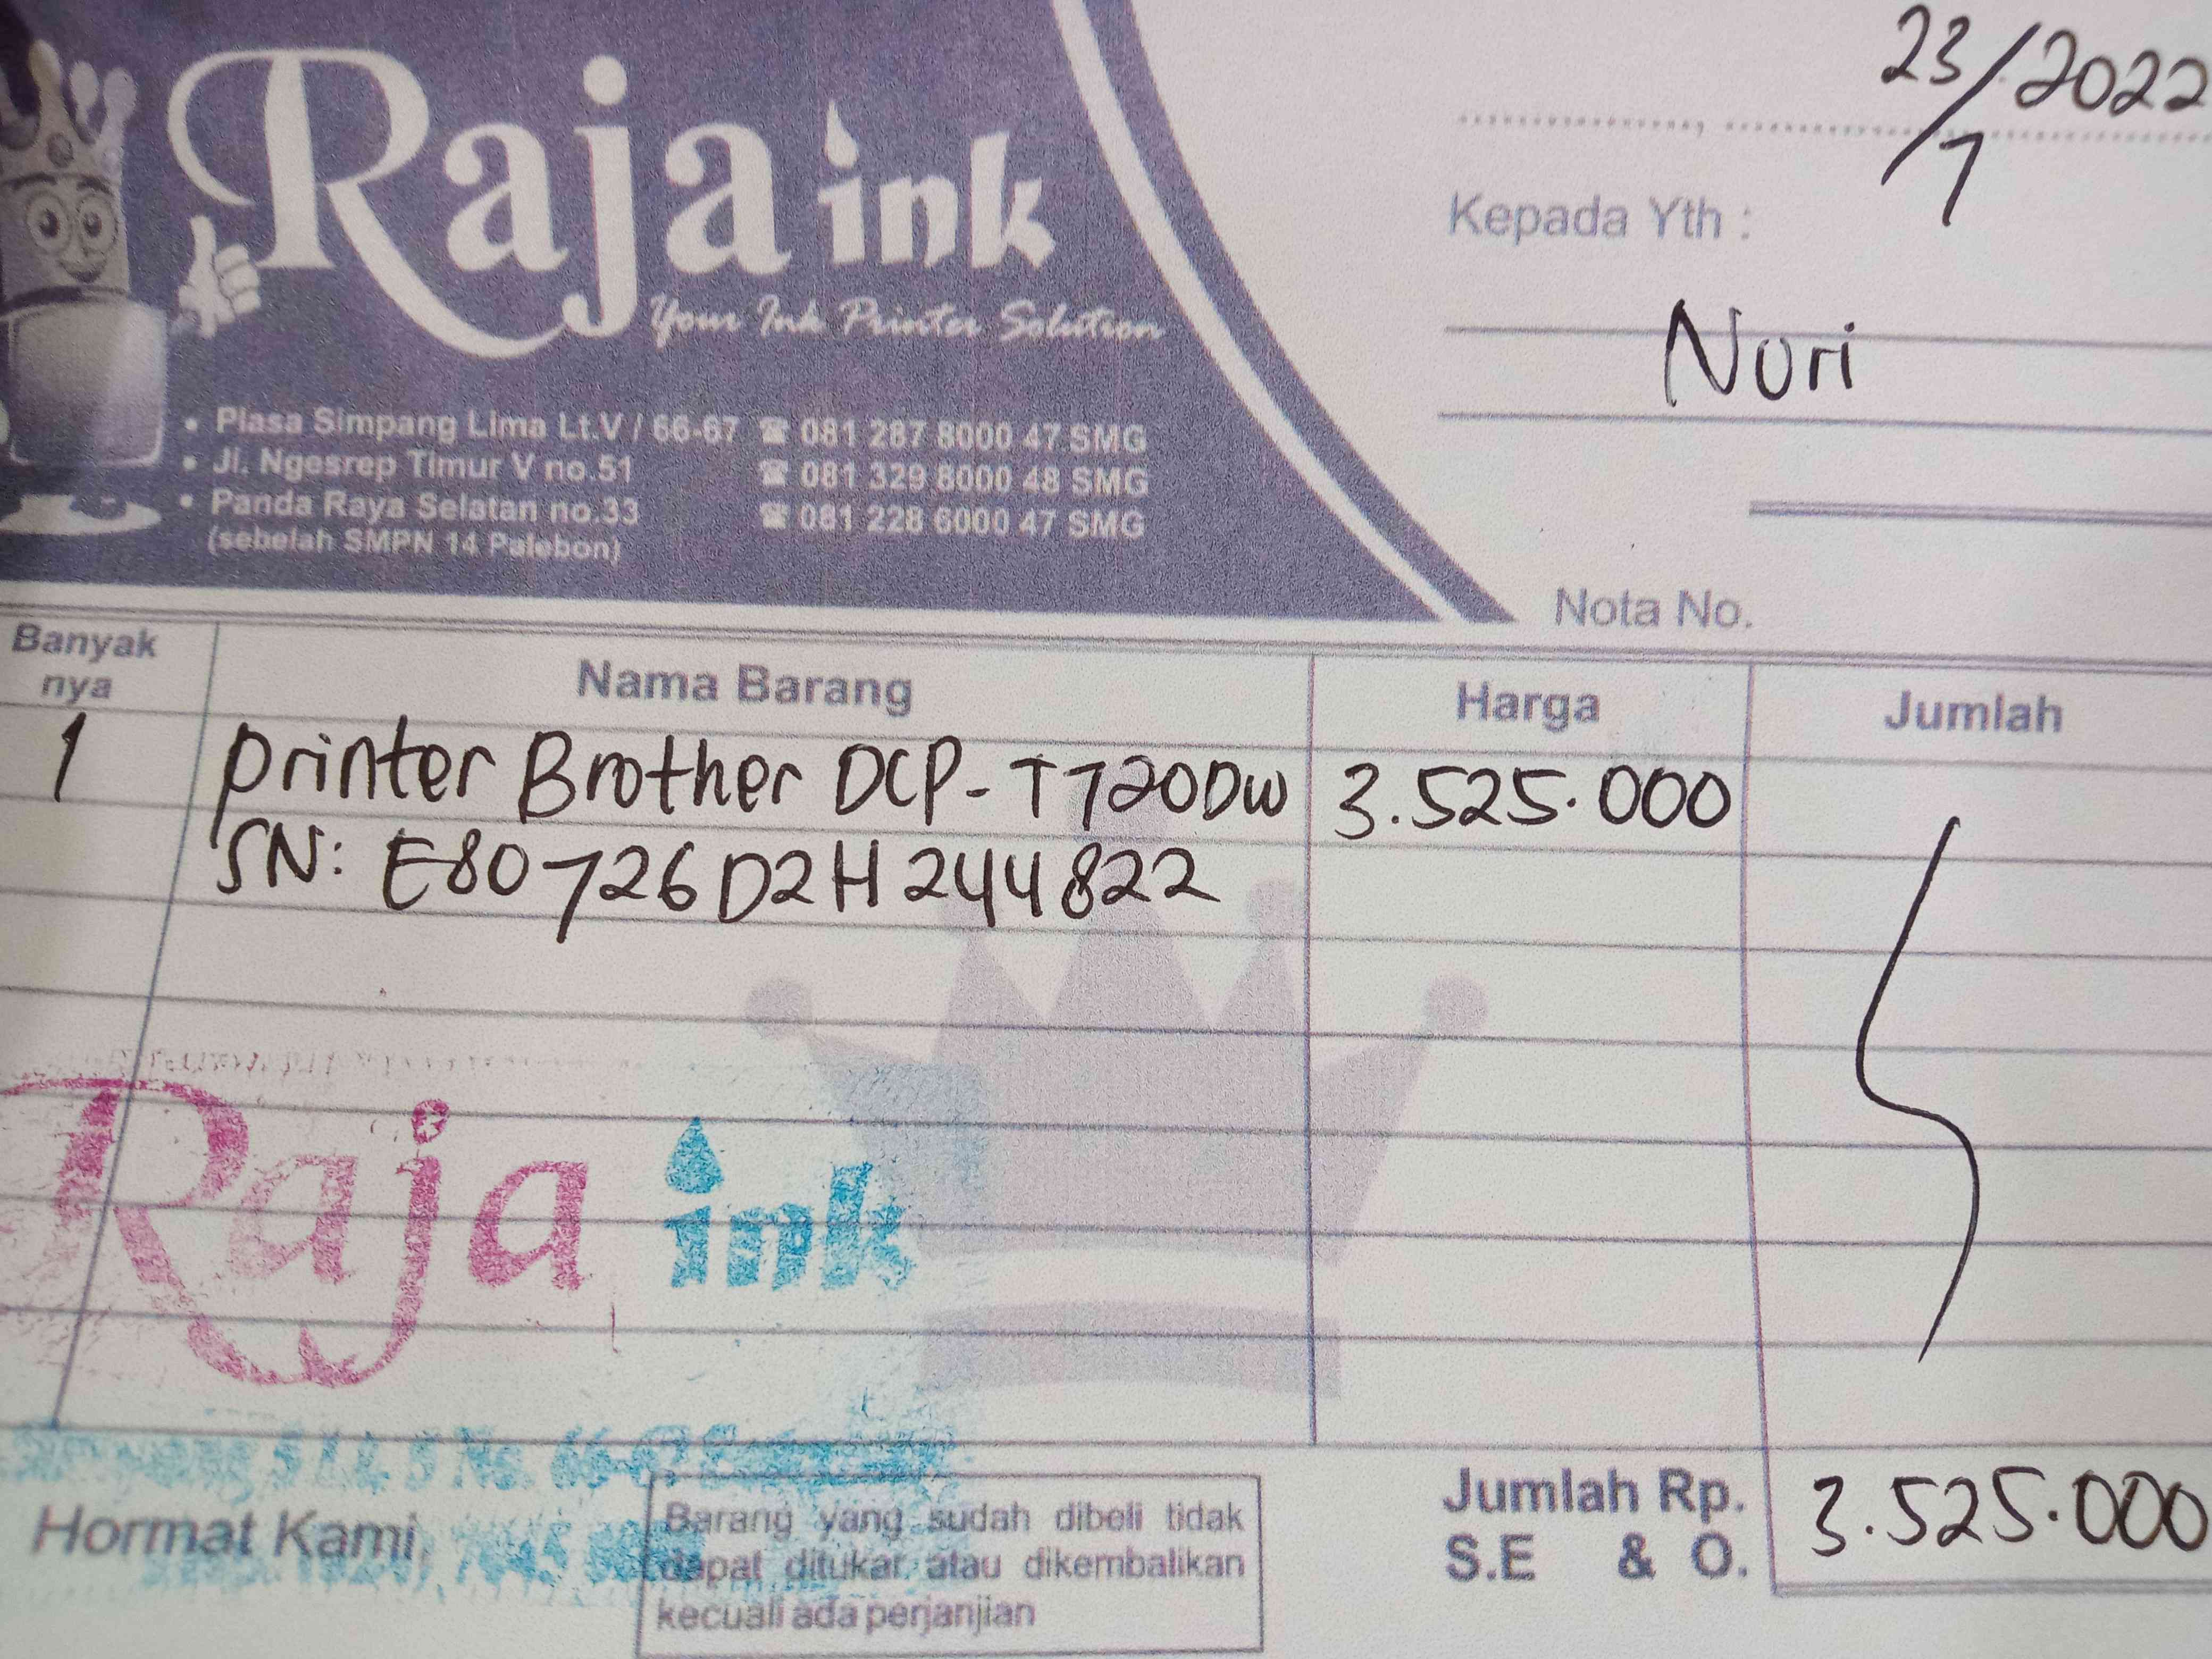 23/7 2022
Raja ink
Your Ink Printer Solution
Kepada Yth :
Nuri
• Plasa Simpang Lima Lt.V / 66-67 ☎ 081 287 8000 47 SMG
• Jl. Ngesrep Timur V no.51 ☎ 081 329 8000 48 SMG
• Panda Raya Selatan no.33 ☎ 081 228 6000 47 SMG
(sebelah SMPN 14 Palebon)
Nota No.
Banyak nya Nama Barang Harga Jumlah
1 printer Brother DCP-T720DW 3.525.000
SN: E80726D2H244822
Raja ink
Hormat Kami,
Barang yang sudah dibeli tidak
dapat ditukar atau dikembalikan
kecuali ada perjanjian
Jumlah Rp. 3.525.000
S.E & O.